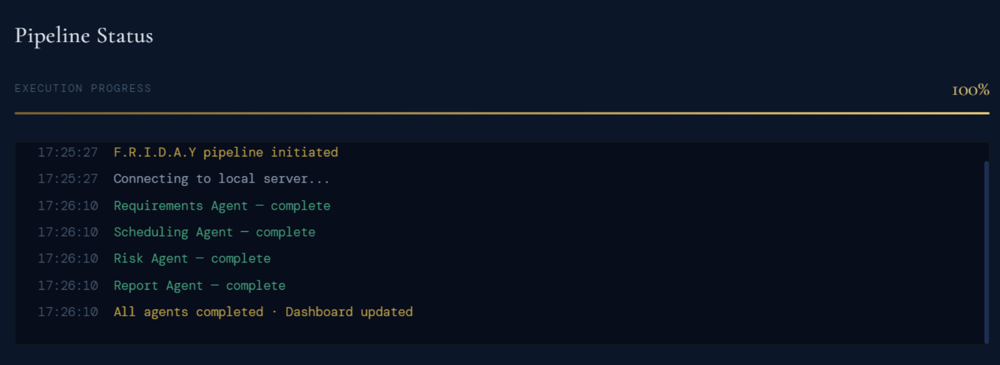 Pipeline Status
EXECUTION PROGRESS
100%
17:25:27 F.R.I.D.A.Y pipeline initiated
17:25:27 Connecting to local server...
17:26:10 Requirements Agent — complete
17:26:10 Scheduling Agent — complete
17:26:10 Risk Agent — complete
17:26:10 Report Agent — complete
17:26:10 All agents completed · Dashboard updated